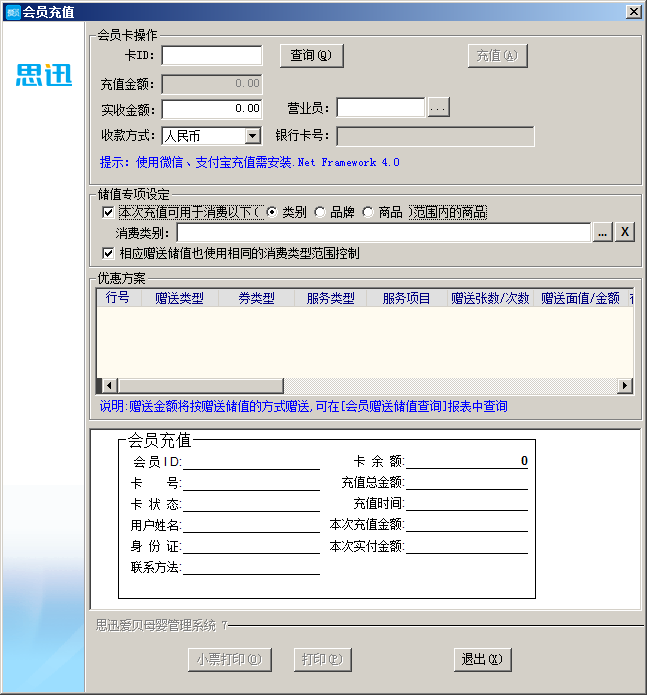 会员充值
思迅
会员卡操作
卡ID: 查询(Q) 充值(A)
充值金额: 0.00
实收金额: 0.00 营业员: ...
收款方式: 人民币 银行卡号:
提示: 使用微信、支付宝充值需安装.Net Framework 4.0
储值专项设定
本次充值可用于消费以下( 类别 品牌 商品 )范围内的商品
消费类别: ... X
相应赠送储值也使用相同的消费类型范围控制
优惠方案
行号 赠送类型 券类型 服务类型 服务项目 赠送张数/次数 赠送面值/金额
说明:赠送金额将按赠送储值的方式赠送,可在[会员赠送储值查询]报表中查询
会员充值
会员ID: 卡余额: 0
卡号: 充值总金额:
卡状态: 充值时间:
用户姓名: 本次充值金额:
身份证: 本次实付金额:
联系方法:
思迅爱贝母婴管理系统 7
小票打印(O) 打印(P) 退出(X)